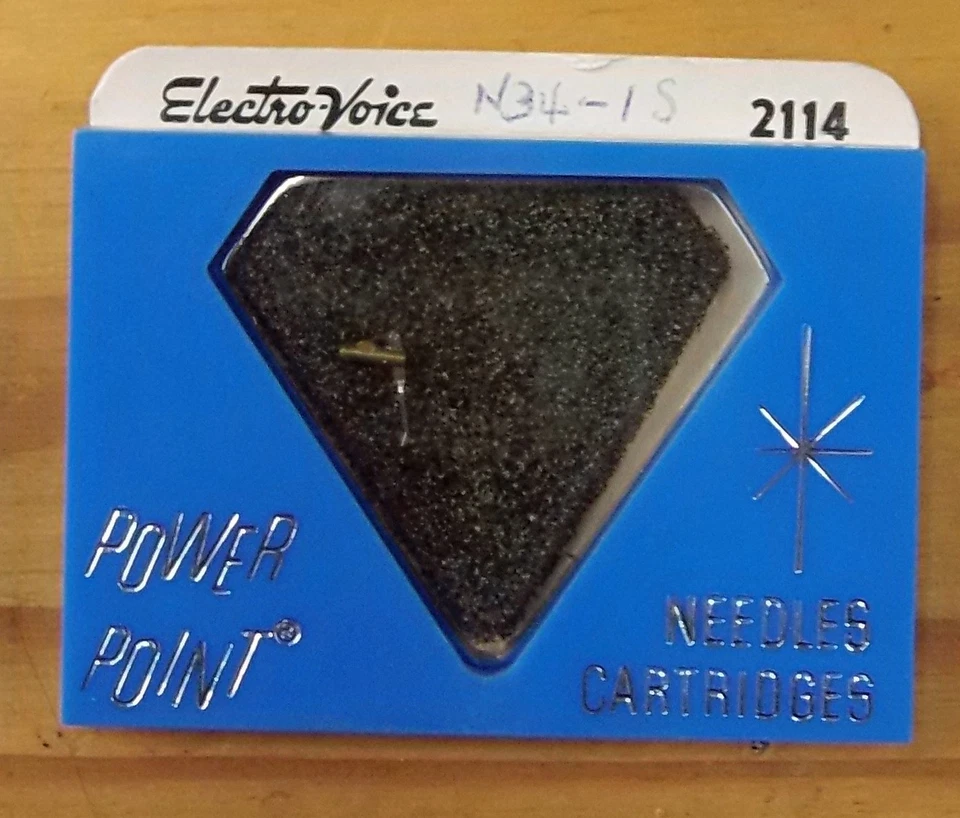 Electro-Voice N34-1S 2114
POWER
POINT®
NEEDLES
CARTRIDGES